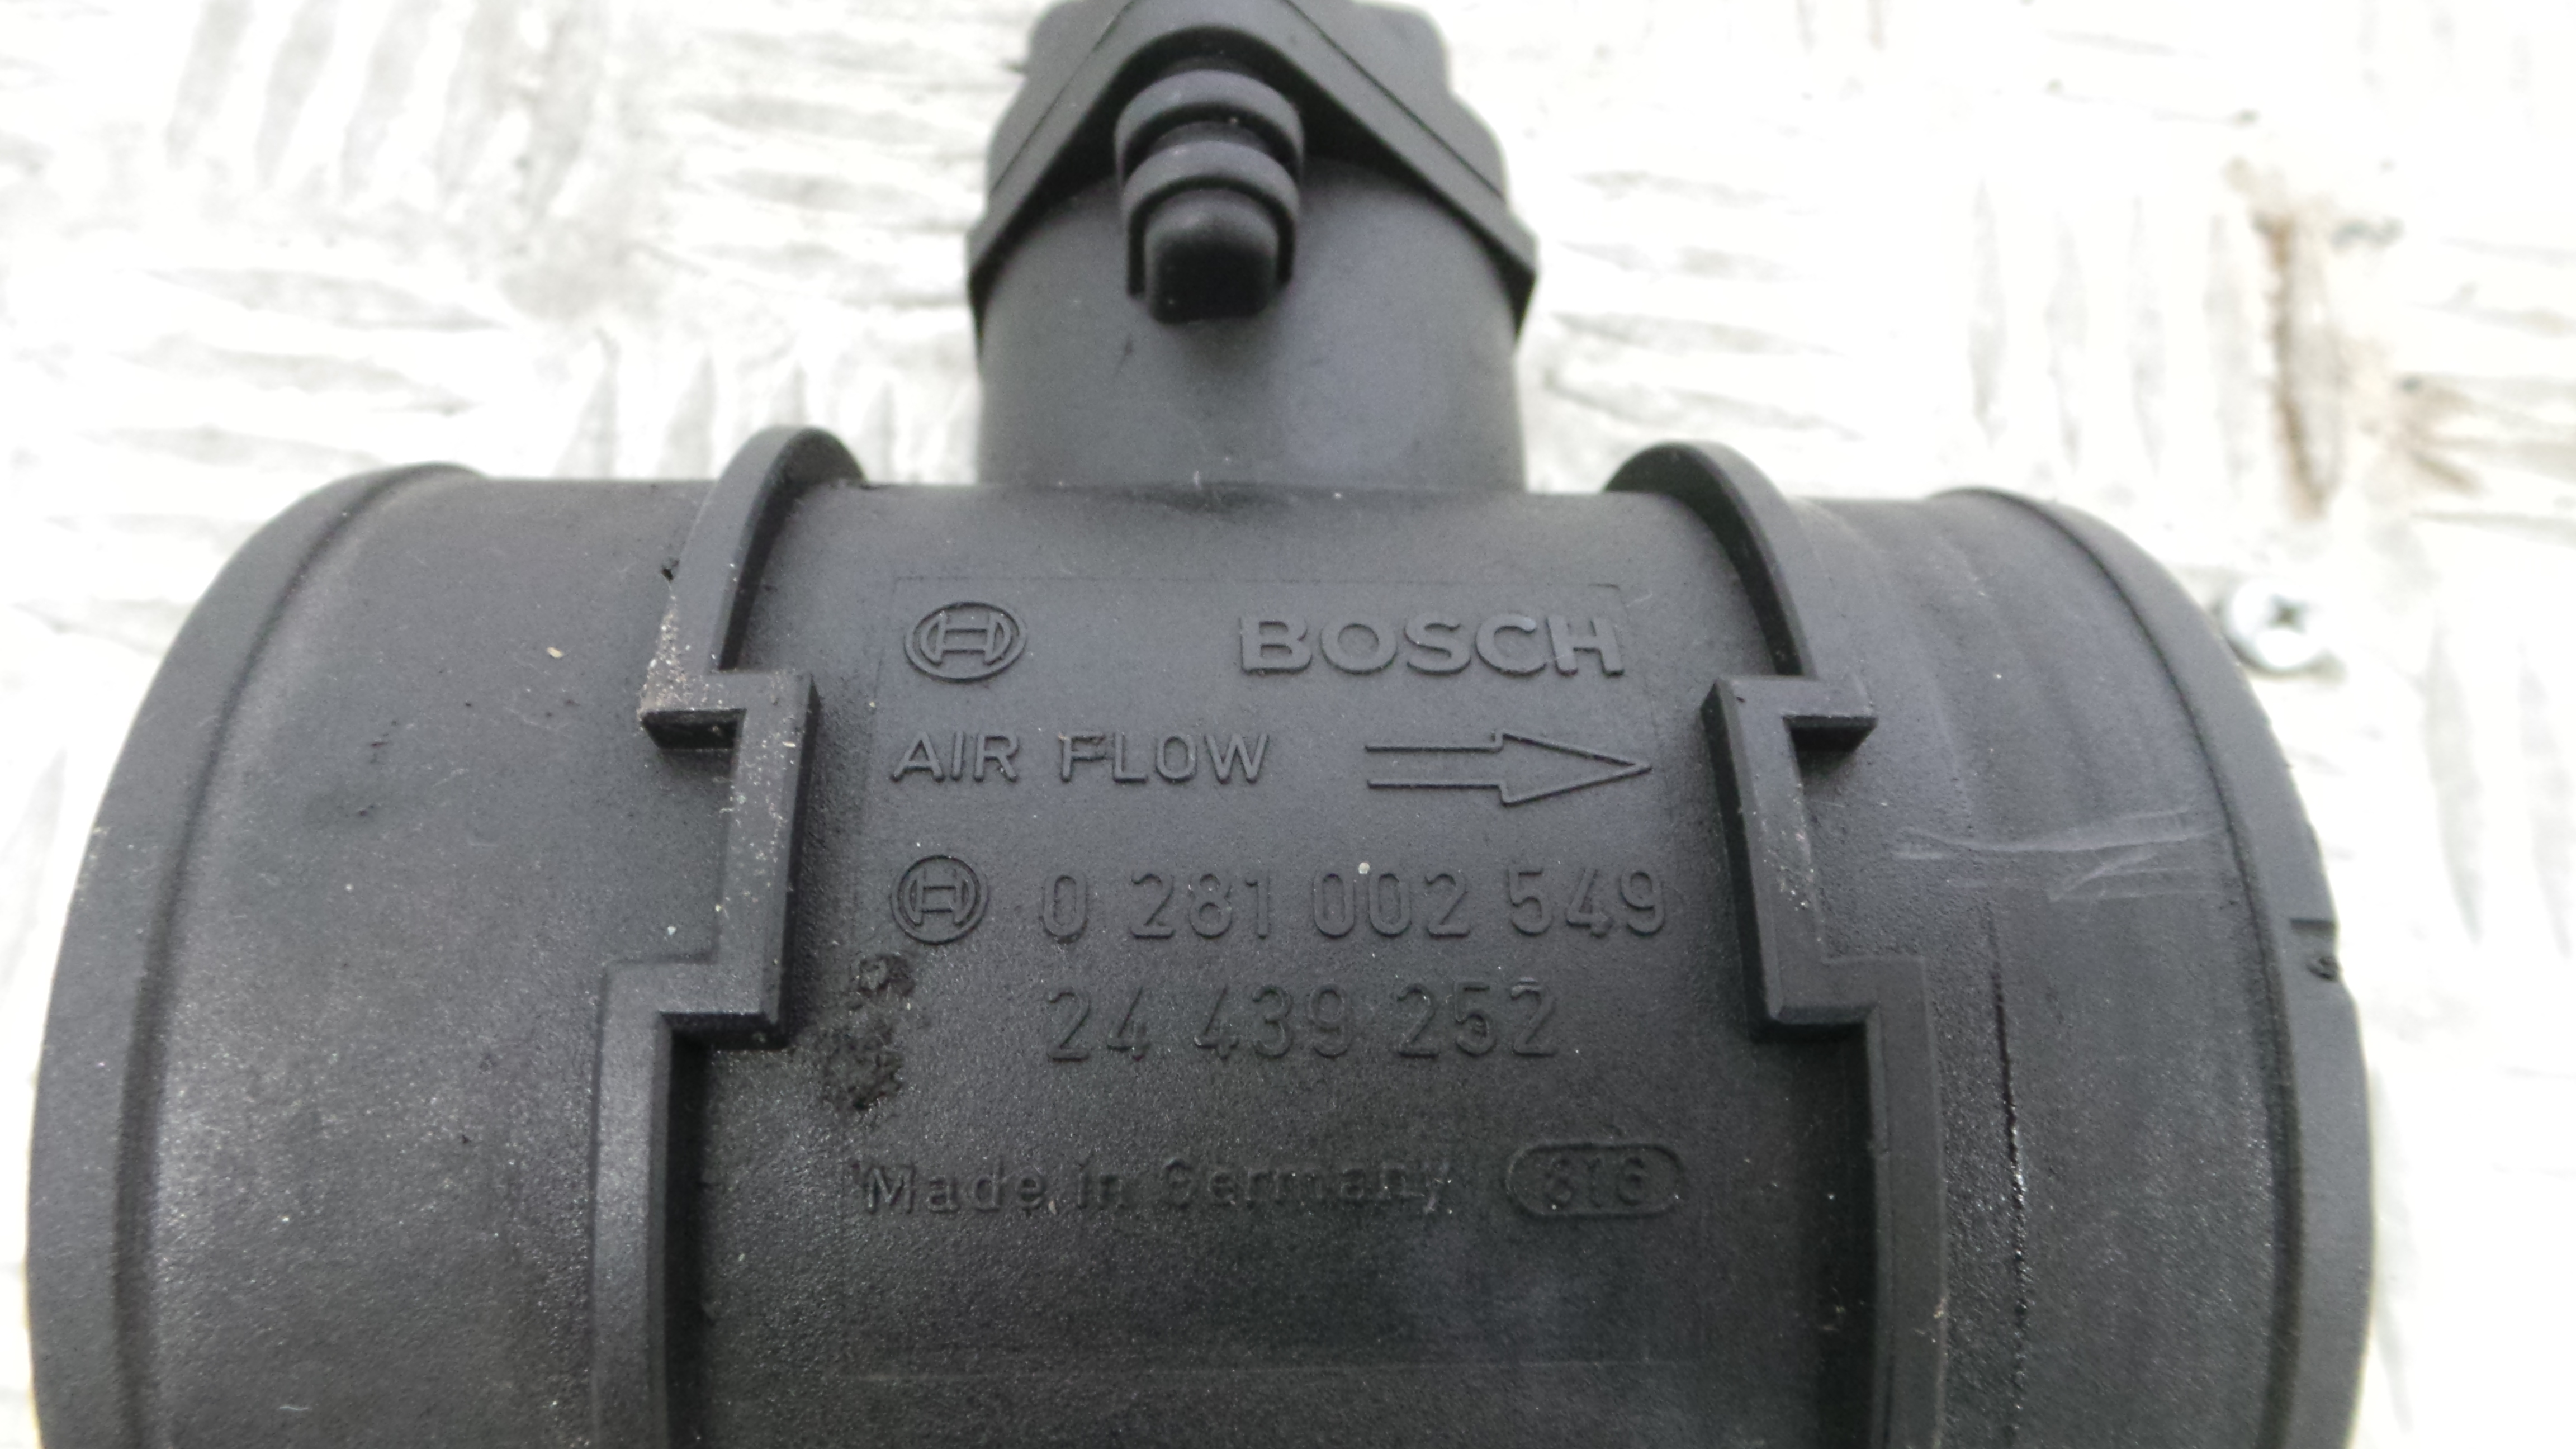 BOSCH
AIR FLOW
0 281 002 549
24 439 252
Made in Germany